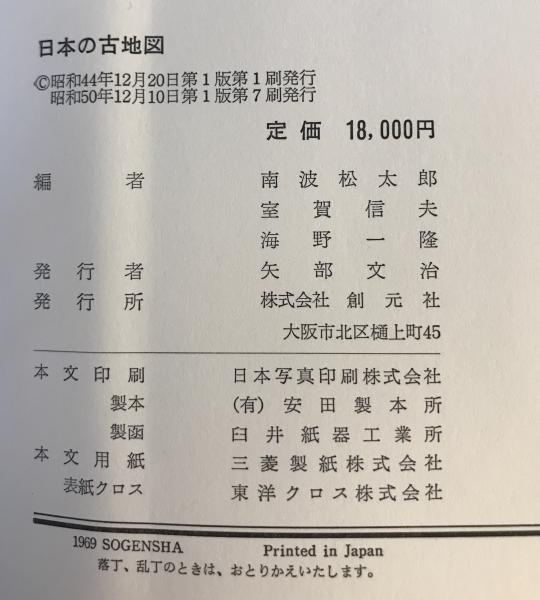 日本の古地図
©昭和44年12月20日第1版第1刷発行
昭和50年12月10日第1版第7刷発行
定価 18,000円
編者 南波松太郎
室賀信夫
海野一隆
発行者 矢部文治
発行所 株式会社 創元社
大阪市北区樋上町45
本文印刷 日本写真印刷株式会社
製本 (有)安田製本所
製函 臼井紙器工業所
本文用紙 三菱製紙株式会社
表紙クロス 東洋クロス株式会社
1969 SOGENSHA Printed in Japan
落丁、乱丁のときは、おとりかえいたします。